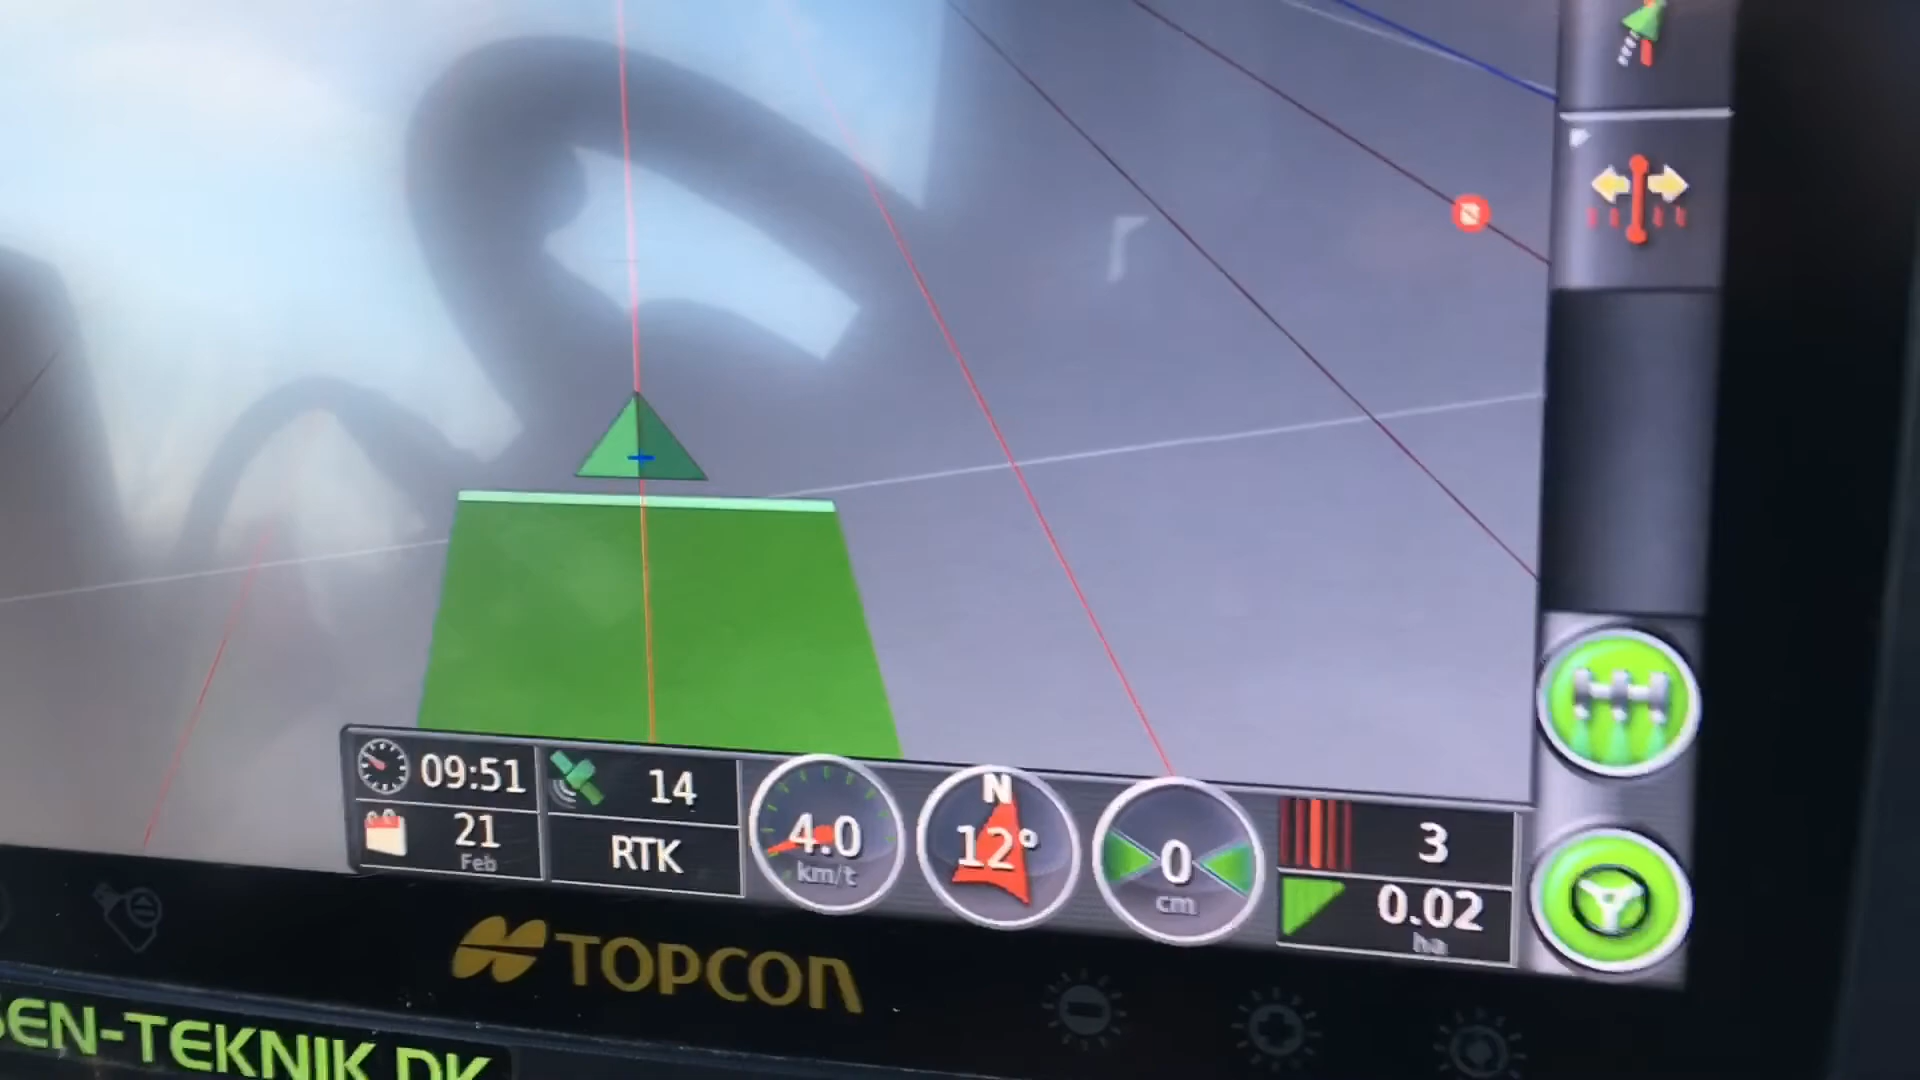 09:51
21
Feb
14
RTK
4.0
km/t
N
12°
0
cm
3
0.02
ha
TOPCON
SEN-TEKNIK.DK